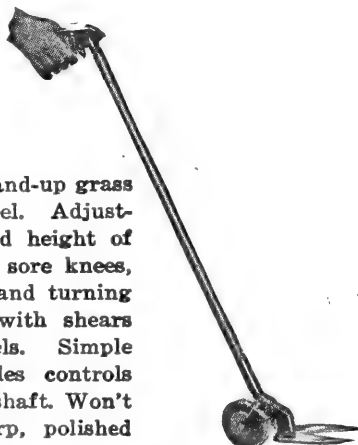 and-up grass
el. Adjust-
d height of
sore knees,
and turning
with shears
els. Simple
les controls
shaft. Won't
rp, polished